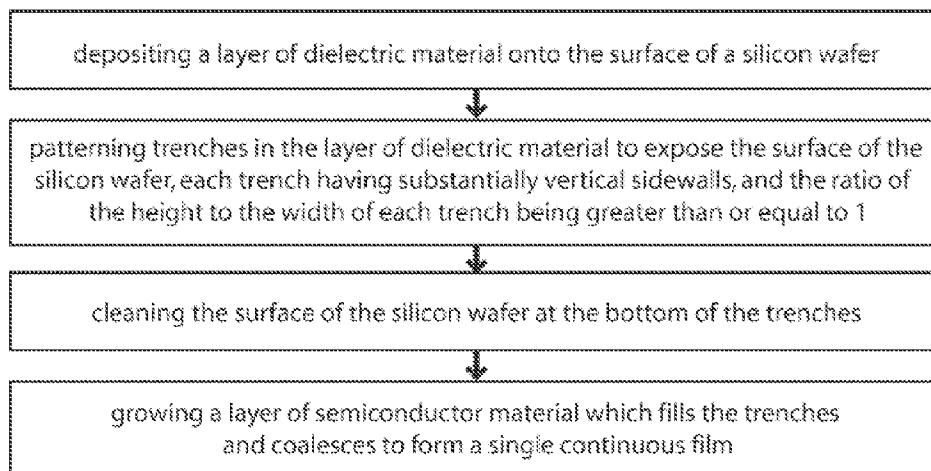 depositing a layer of dielectric material onto the surface of a silicon wafer
patterning trenches in the layer of dielectric material to expose the surface of the
silicon wafer, each trench having substantially vertical sidewalls, and the ratio of
the height to the width of each trench being greater than or equal to 1
cleaning the surface of the silicon wafer at the bottom of the trenches
growing a layer of semiconductor material which fills the trenches
and coalesces to form a single continuous film